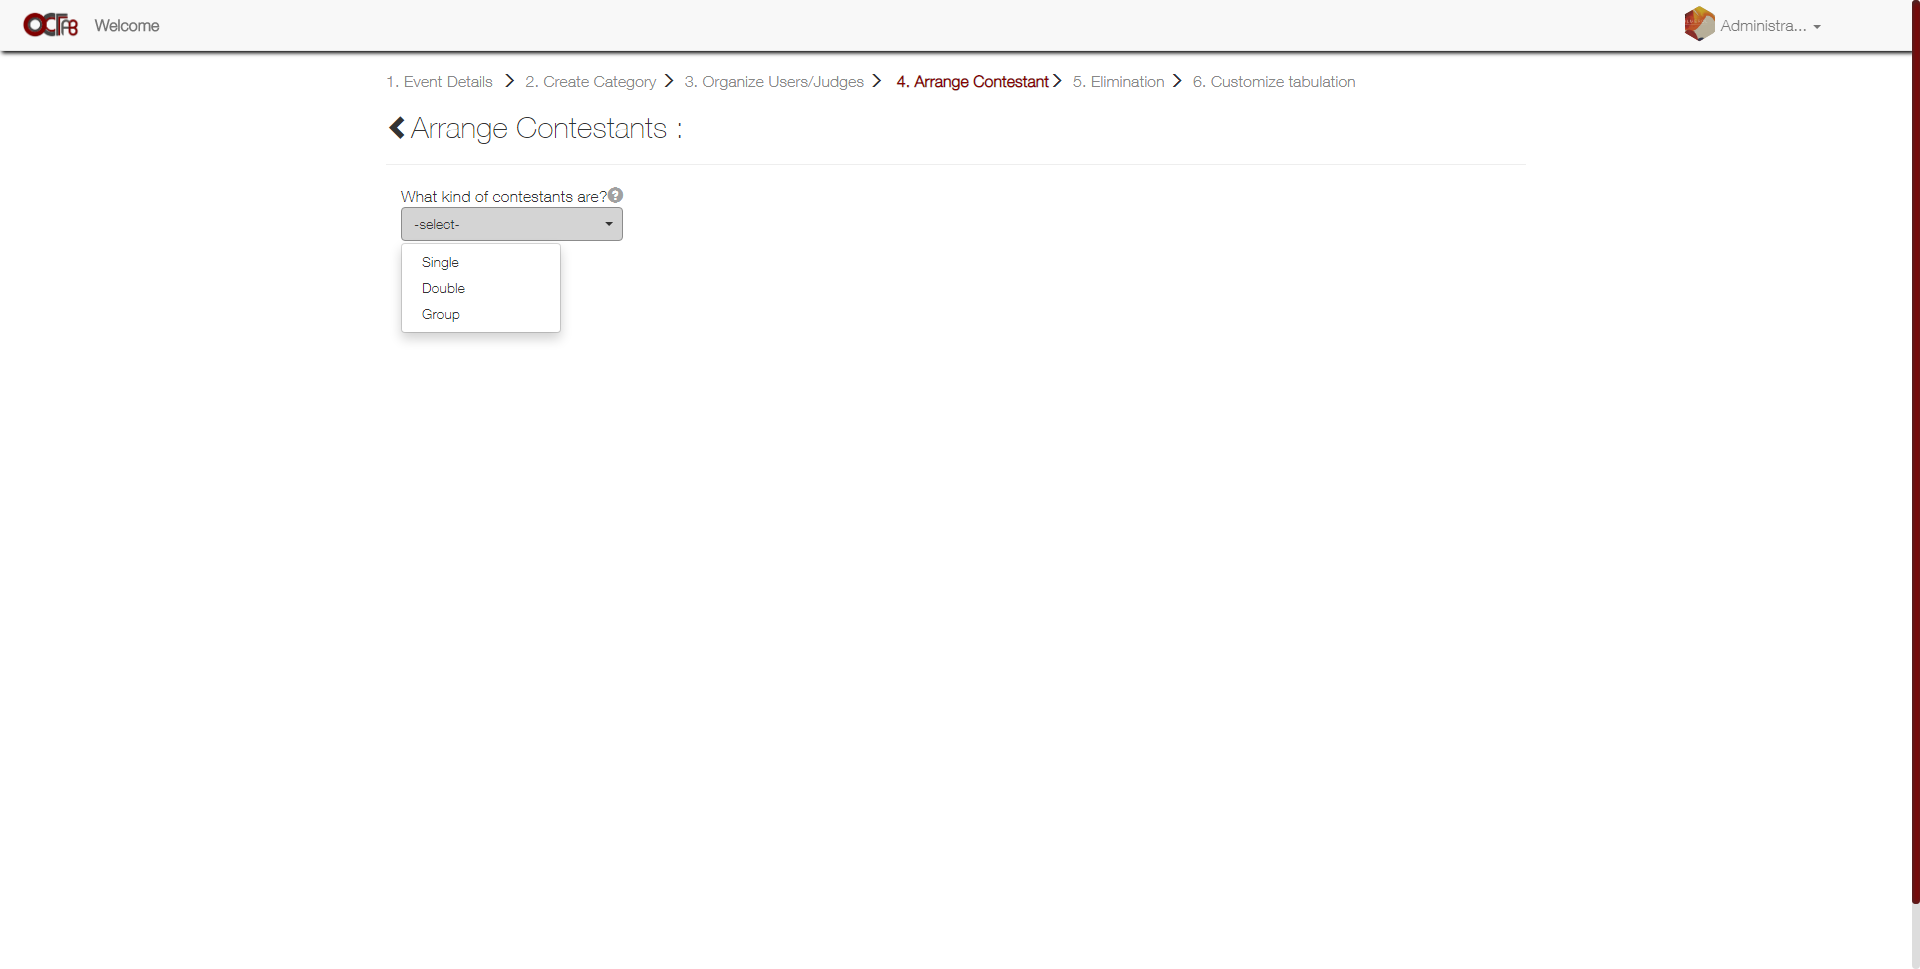 OCTAB Welcome Administra...
1. Event Details 2. Create Category 3. Organize Users/Judges 4. Arrange Contestant 5. Elimination 6. Customize tabulation
Arrange Contestants :
What kind of contestants are?
-select-
Single
Double
Group